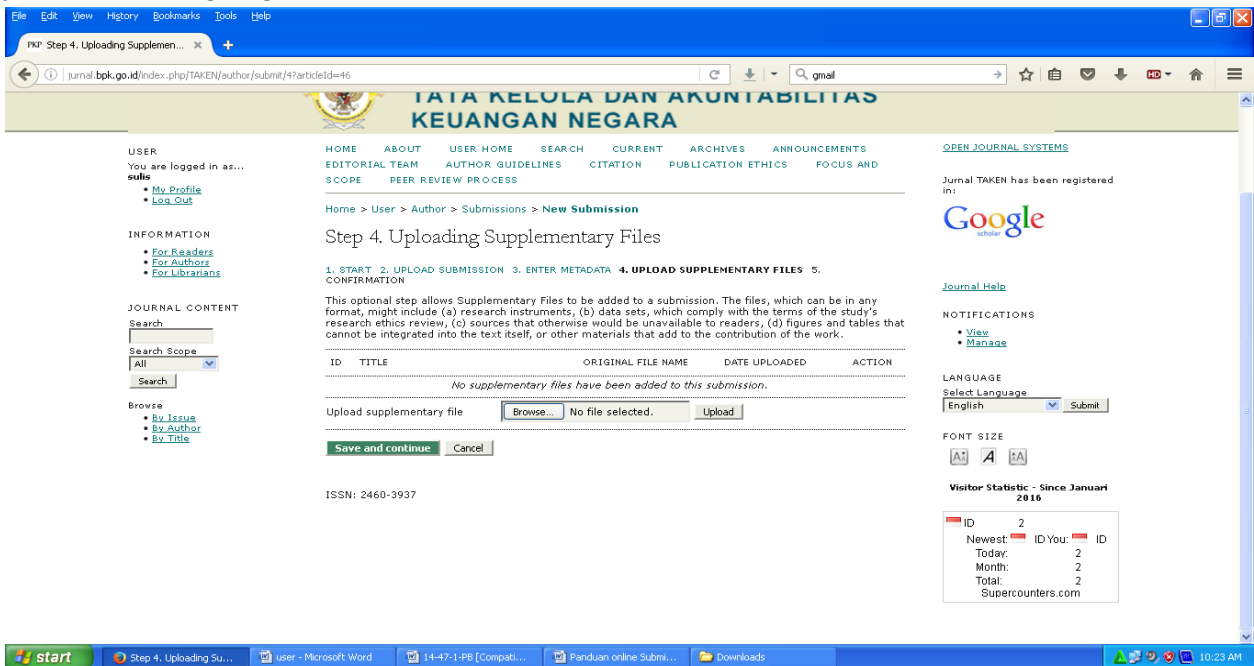 File Edit View History Bookmarks Tools Help
PKP Step 4. Uploading Supplemen... × +
jurnal.bpk.go.id/index.php/TAKEN/author/submit/4?articleId=46
gmail
HD
TATA KELOLA DAN AKUNTABILITAS
KEUANGAN NEGARA
USER
You are logged in as...
sulis
My Profile
Log Out
INFORMATION
For Readers
For Authors
For Librarians
JOURNAL CONTENT
Search
Search Scope
All
Search
Browse
By Issue
By Author
By Title
HOME ABOUT USER HOME SEARCH CURRENT ARCHIVES ANNOUNCEMENTS
EDITORIAL TEAM AUTHOR GUIDELINES CITATION PUBLICATION ETHICS FOCUS AND
SCOPE PEER REVIEW PROCESS
Home > User > Author > Submissions > New Submission
Step 4. Uploading Supplementary Files
1. START 2. UPLOAD SUBMISSION 3. ENTER METADATA 4. UPLOAD SUPPLEMENTARY FILES 5.
CONFIRMATION
This optional step allows Supplementary Files to be added to a submission. The files, which can be in any
format, might include (a) research instruments, (b) data sets, which comply with the terms of the study's
research ethics review, (c) sources that otherwise would be unavailable to readers, (d) figures and tables that
cannot be integrated into the text itself, or other materials that add to the contribution of the work.
ID TITLE ORIGINAL FILE NAME DATE UPLOADED ACTION
No supplementary files have been added to this submission.
Upload supplementary file Browse... No file selected. Upload
Save and continue Cancel
ISSN: 2460-3937
OPEN JOURNAL SYSTEMS
Jurnal TAKEN has been registered
in:
Google
scholar
Journal Help
NOTIFICATIONS
View
Manage
LANGUAGE
Select Language
English Submit
FONT SIZE
A A A
Visitor Statistic - Since Januari
2016
ID 2
Newest: ID You: ID
Today: 2
Month: 2
Total: 2
Supercounters.com
start Step 4. Uploading Su... user - Microsoft Word 14-47-1-PB [Compati... Panduan online Submi... Downloads 10:23 AM